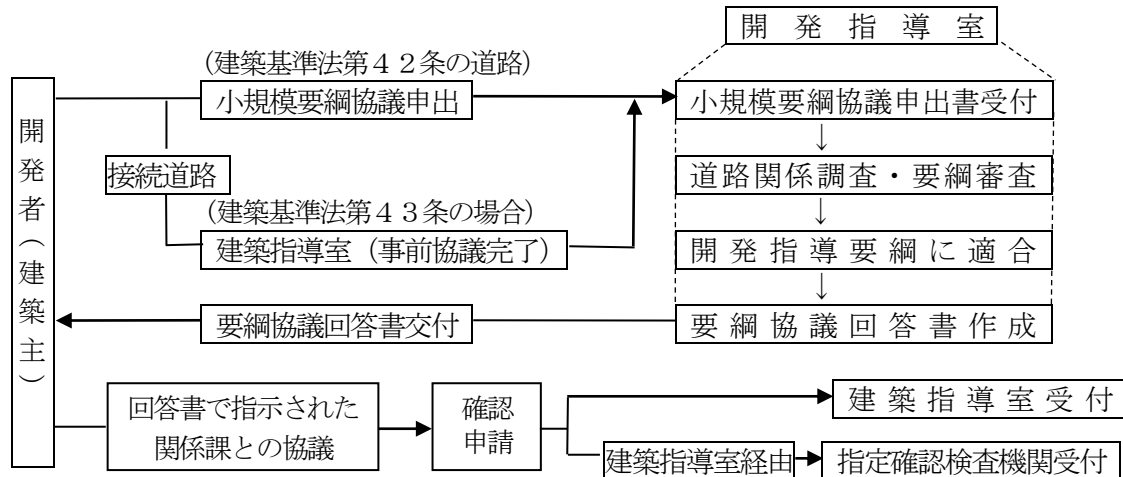 開発指導室
（建築基準法第４２条の道路）
小規模要綱協議申出
小規模要綱協議申出書受付
↓
接続道路
道路関係調査・要綱審査
↓
（建築基準法第４３条の場合）
建築指導室（事前協議完了）
開発指導要綱に適合
↓
要綱協議回答書交付
要綱協議回答書作成
開発者（建築主）
回答書で指示された
関係課との協議
確認
申請
建築指導室受付
建築指導室経由
指定確認検査機関受付